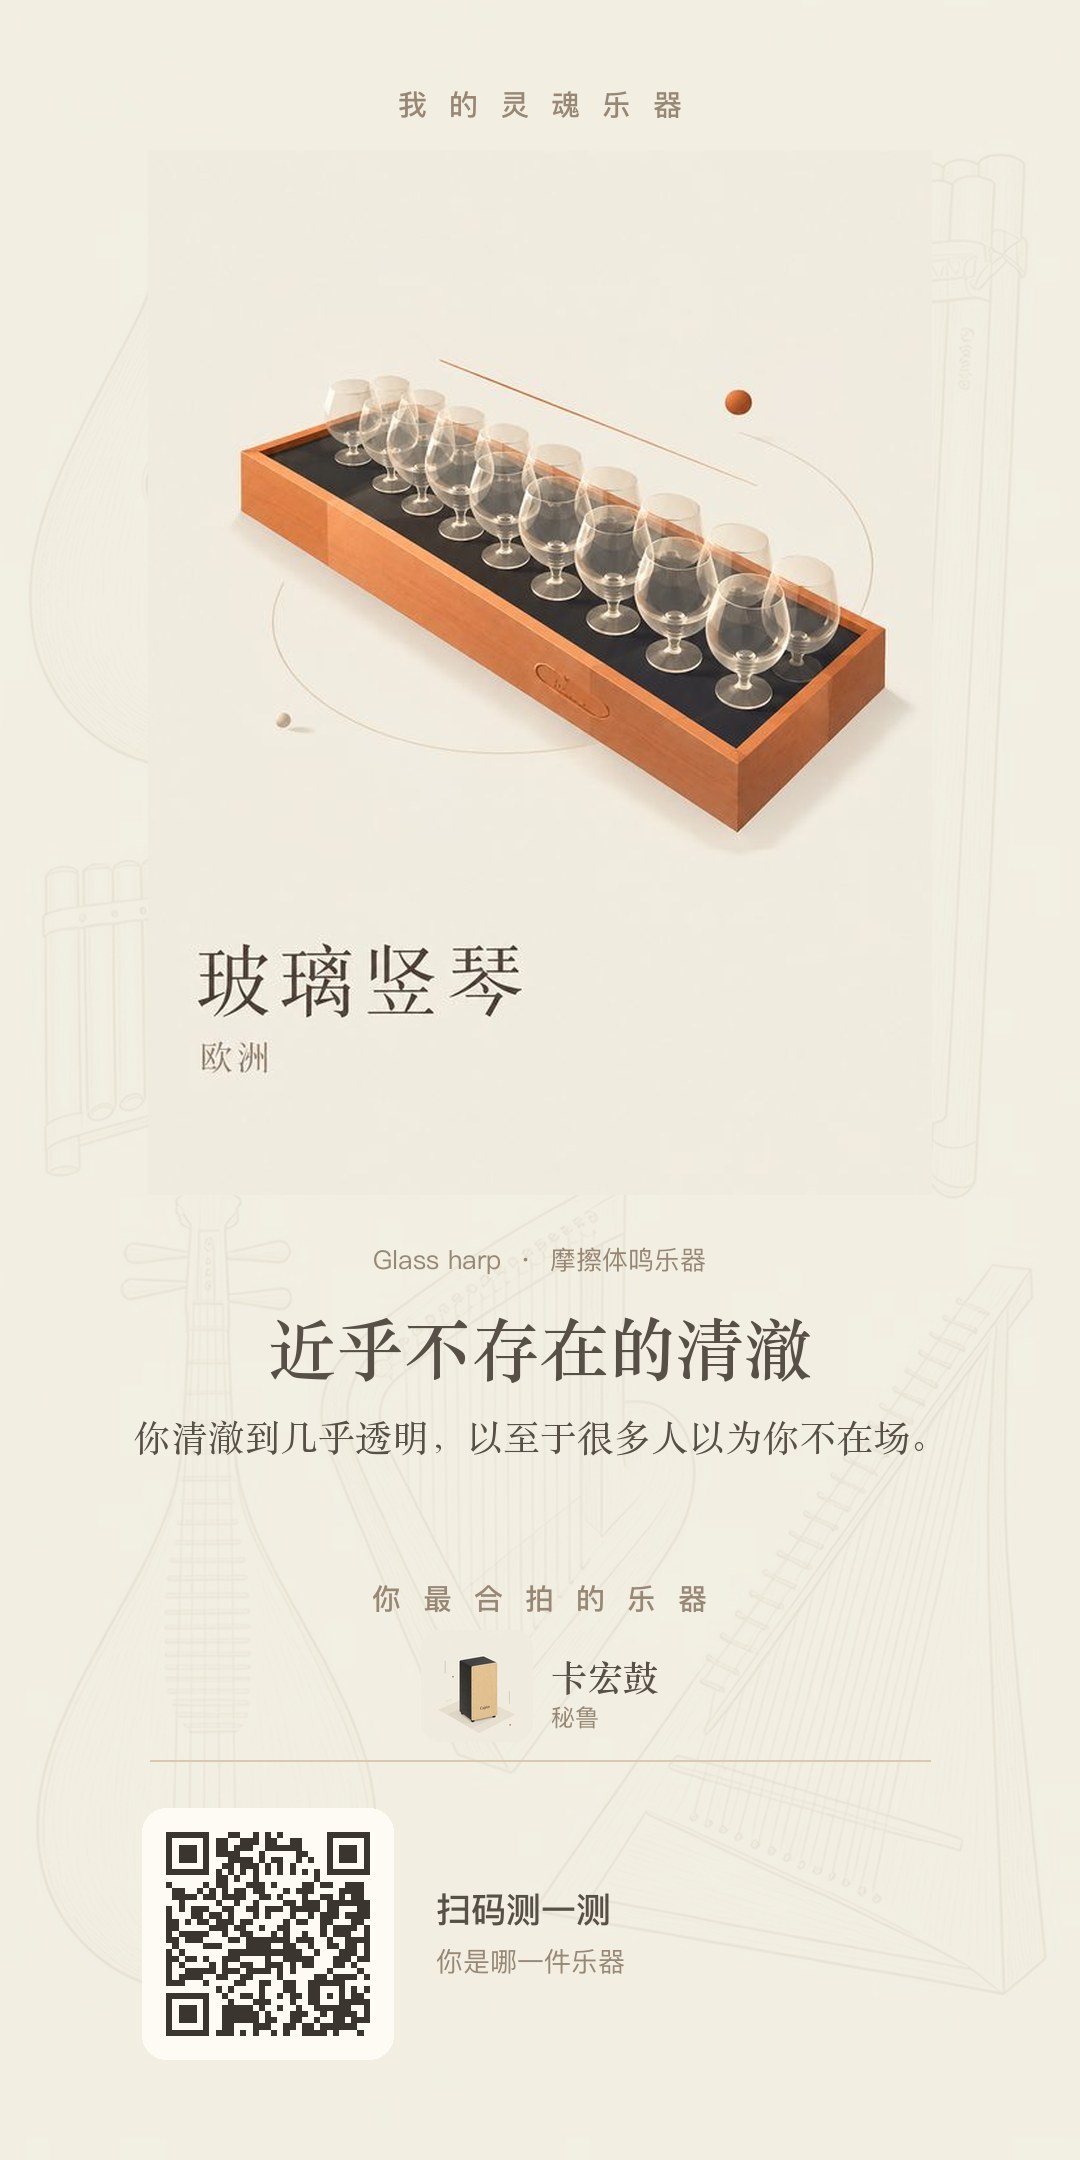 我的灵魂乐器
玻璃竖琴
欧洲
Glass harp · 摩擦体鸣乐器
近乎不存在的清澈
你清澈到几乎透明，以至于很多人以为你不在场。
你最合拍的乐器
卡宏鼓
秘鲁
扫码测一测
你是哪一件乐器